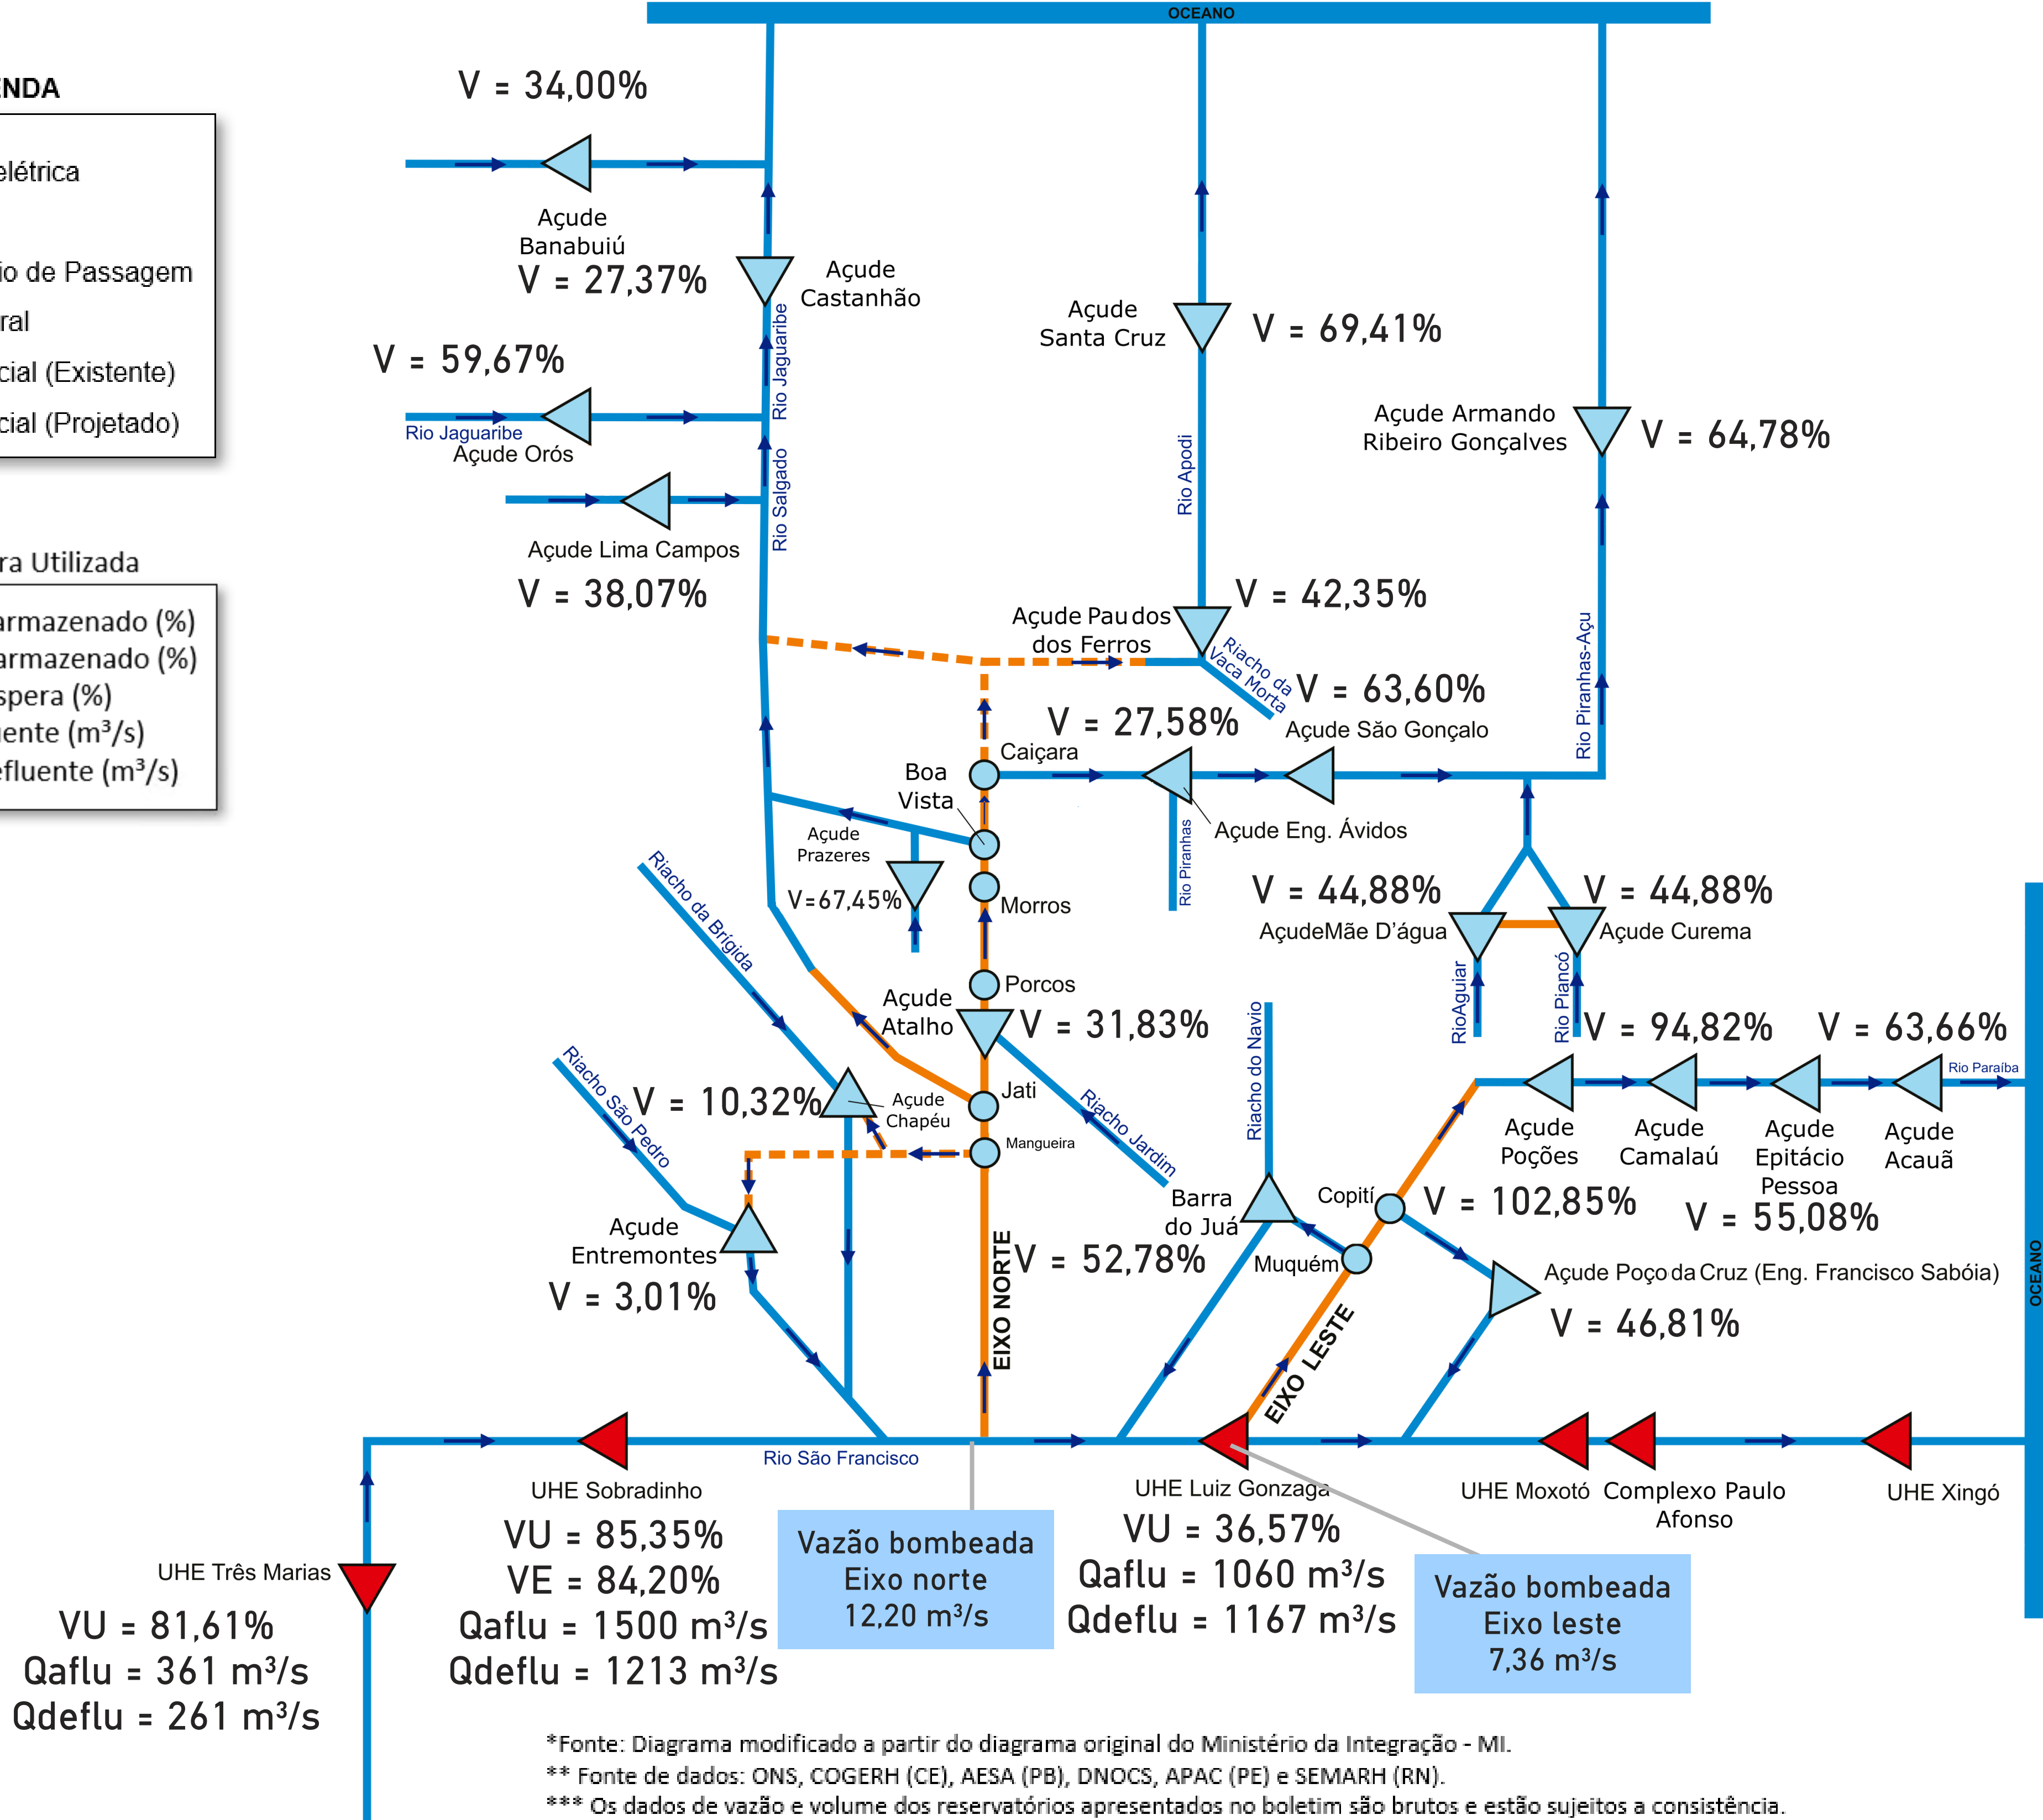 OCEANO
V = 34,00%
ENDA
elétrica
io de Passagem
ral
cial (Existente)
cial (Projetado)
Açude
Banabuiú
V = 27,37%
Açude
Castanhão
Rio Jaguaribe
Açude
Santa Cruz
V = 69,41%
V = 59,67%
Rio Jaguaribe
Açude Orós
Rio Salgado
Rio Apodi
Açude Armando
Ribeiro Gonçalves
V = 64,78%
Açude Lima Campos
V = 38,07%
ra Utilizada
armazenado (%)
armazenado (%)
spera (%)
uente (m³/s)
efluente (m³/s)
Açude Pau dos
dos Ferros
V = 42,35%
Riacho da
Vaca Morta
V = 63,60%
Açude São Gonçalo
Rio Piranhas-Açu
V = 27,58%
Caiçara
Boa
Vista
Açude Eng. Ávidos
Rio Piranhas
Açude
Prazeres
V=67,45%
Morros
V = 44,88%
AçudeMãe D'água
V = 44,88%
Açude Curema
Riacho da Brígida
Porcos
Açude
Atalho
V = 31,83%
RioAguiar
Rio Piancó
V = 94,82%
V = 63,66%
Rio Paraíba
Riacho São Pedro
V = 10,32%
Açude
Chapéu
Jati
Mangueira
Riacho Jardim
Riacho do Navio
Açude
Poções
Açude
Camalaú
Açude
Epitácio
Pessoa
Açude
Acauã
V = 102,85%
V = 55,08%
Copití
Barra
do Juá
Muquém
V = 52,78%
EIXO NORTE
Açude
Entremontes
V = 3,01%
Açude Poço da Cruz (Eng. Francisco Sabóia)
V = 46,81%
EIXO LESTE
OCEANO
Rio São Francisco
UHE Sobradinho
VU = 85,35%
VE = 84,20%
Qaflu = 1500 m³/s
Qdeflu = 1213 m³/s
Vazão bombeada
Eixo norte
12,20 m³/s
UHE Luiz Gonzaga
VU = 36,57%
Qaflu = 1060 m³/s
Qdeflu = 1167 m³/s
Vazão bombeada
Eixo leste
7,36 m³/s
UHE Moxotó
Complexo Paulo
Afonso
UHE Xingó
UHE Três Marias
VU = 81,61%
Qaflu = 361 m³/s
Qdeflu = 261 m³/s
*Fonte: Diagrama modificado a partir do diagrama original do Ministério da Integração - MI.
** Fonte de dados: ONS, COGERH (CE), AESA (PB), DNOCS, APAC (PE) e SEMARH (RN).
*** Os dados de vazão e volume dos reservatórios apresentados no boletim são brutos e estão sujeitos a consistência.